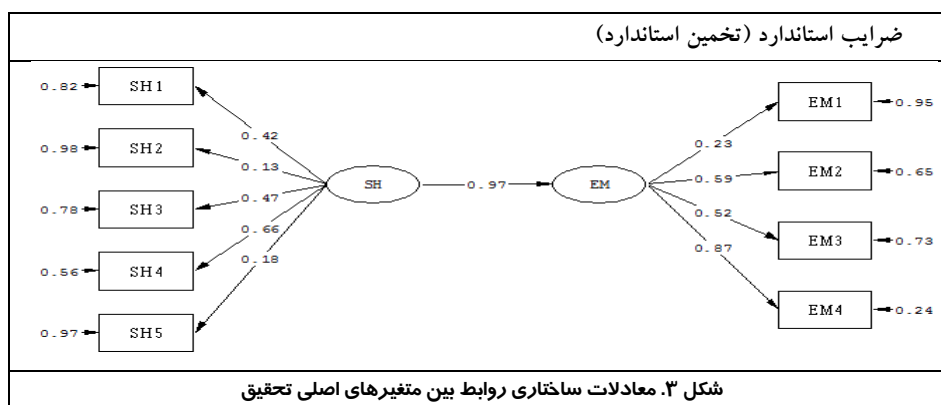 ضرایب استاندارد (تخمین استاندارد)
0.82 SH1
0.98 SH2
0.78 SH3
0.56 SH4
0.97 SH5
0.42
0.13
0.47
0.66
0.18
SH 0.97 EM
0.23
0.59
0.52
0.87
EM1 0.95
EM2 0.65
EM3 0.73
EM4 0.24
شکل ۳. معادلات ساختاری روابط بین متغیرهای اصلی تحقیق